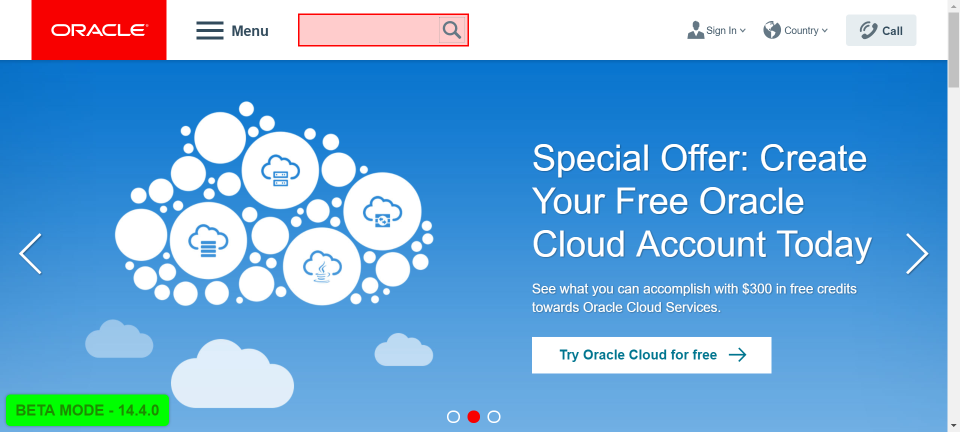 ORACLE
Menu
Sign In
Country
Call
Special Offer: Create
Your Free Oracle
Cloud Account Today
See what you can accomplish with $300 in free credits
towards Oracle Cloud Services.
Try Oracle Cloud for free
BETA MODE - 14.4.0